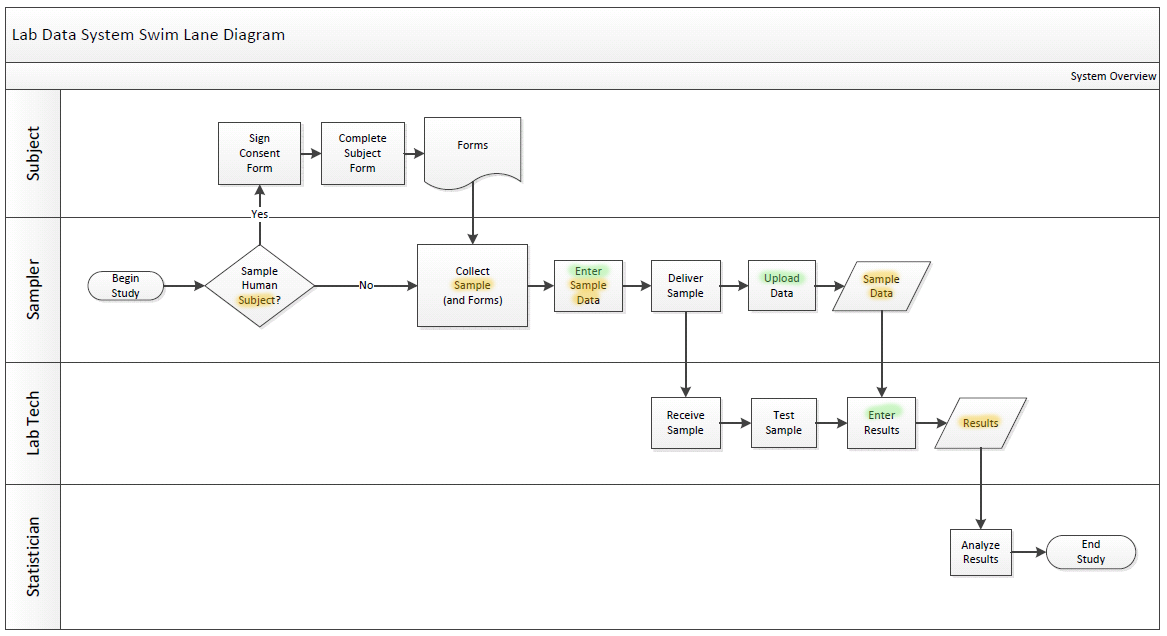 Lab Data System Swim Lane Diagram
System Overview
Subject
Sign
Consent
Form
Complete
Subject
Form
Forms
Yes
Sampler
Begin
Study
Sample
Human
Subject?
No
Collect
Sample
(and Forms)
Enter
Sample
Data
Deliver
Sample
Upload
Data
Sample
Data
Lab Tech
Receive
Sample
Test
Sample
Enter
Results
Results
Statistician
Analyze
Results
End
Study